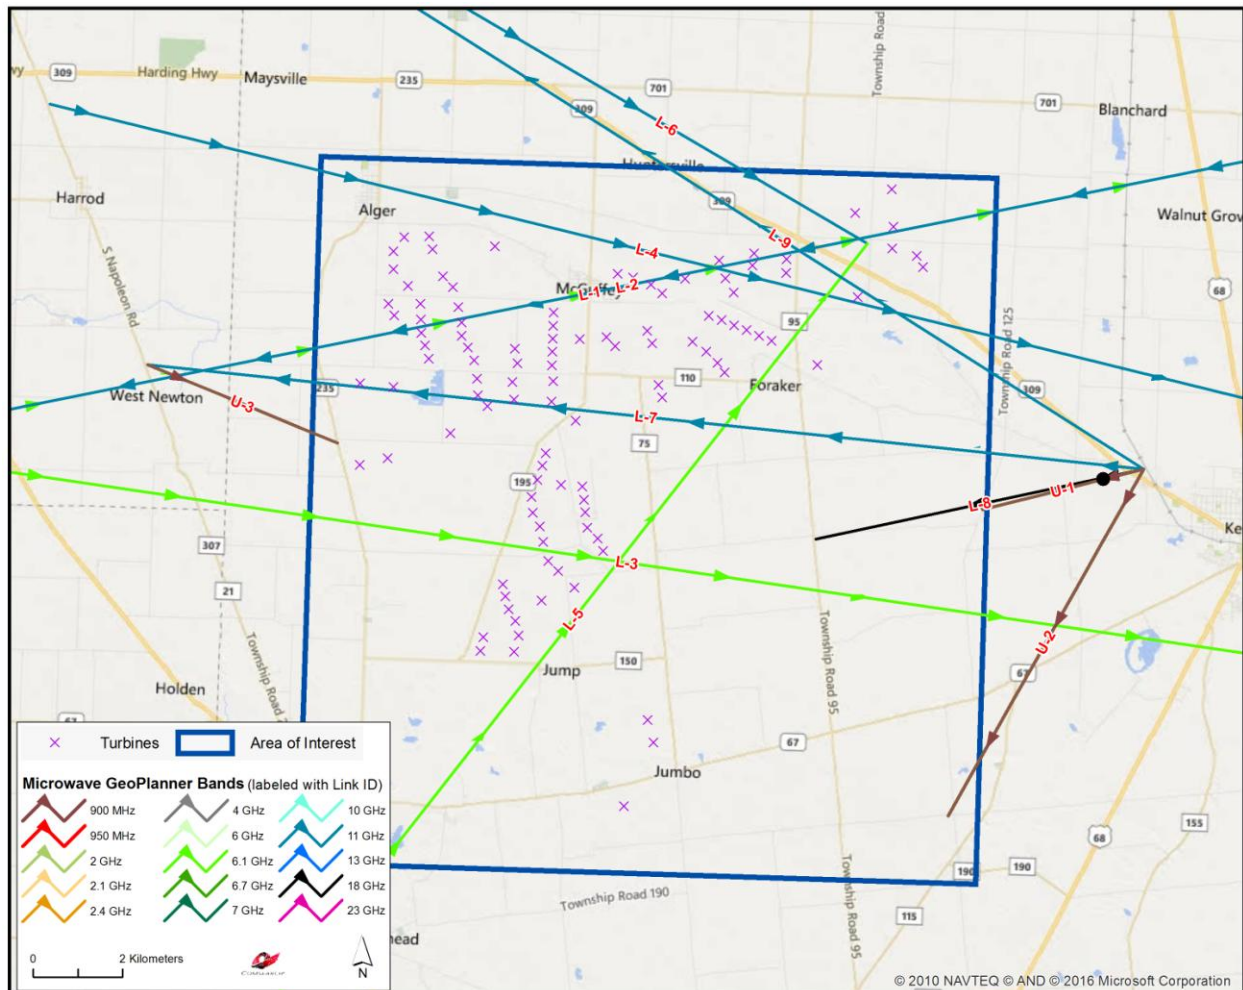 309
Harding Hwy
Maysville
235
701
Township Road
701
Blanchard
309
L-6
Huntersville
Harrod
Alger
309
L-9
Walnut Grov
S Napoleon Rd
L-4
McGuffey
L-1
L-2
68
95
Township Road 125
235
110
Foraker
309
West Newton
U-3
L-7
75
195
L-8
U-1
Ke
307
L-3
21
L-5
Township Road 95
U-2
Township Road 2
150
Jump
67
Holden
67
67
Jumbo
Turbines
Area of Interest
Microwave GeoPlanner Bands (labeled with Link ID)
900 MHz
4 GHz
10 GHz
950 MHz
6 GHz
11 GHz
2 GHz
6.1 GHz
13 GHz
2.1 GHz
6.7 GHz
18 GHz
2.4 GHz
7 GHz
23 GHz
68
155
190
190
Township Road 190
Township Road 95
115
head
0
2 Kilometers
COMSEARCH
N
© 2010 NAVTEQ © AND © 2016 Microsoft Corporation